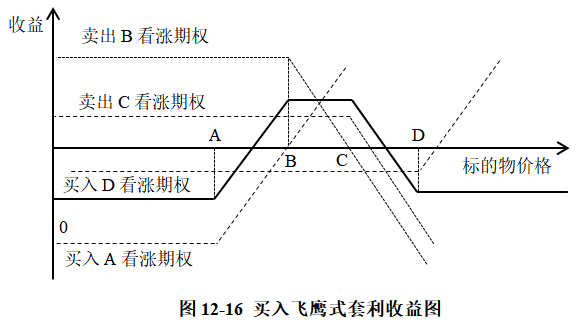 收益
卖出 B 看涨期权
卖出 C 看涨期权
A
D
B
C
标的物价格
买入 D 看涨期权
0
买入 A 看涨期权
图 12-16 买入飞鹰式套利收益图